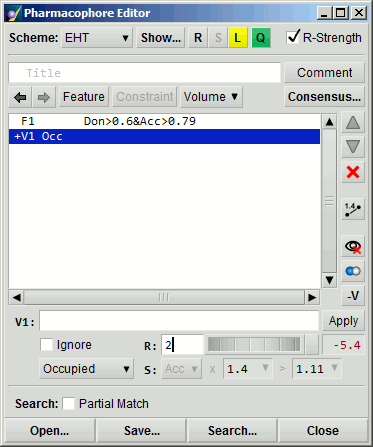 Pharmacophore Editor
Scheme: EHT Show... R S L Q R-Strength
Title Comment
Feature Constraint Volume Consensus...
F1 Don>0.6&Acc>0.79
+V1 Occ
1.4
-V
V1: Apply
Ignore R: 2 -5.4
Occupied S: Acc x 1.4 > 1.11
Search: Partial Match
Open... Save... Search... Close